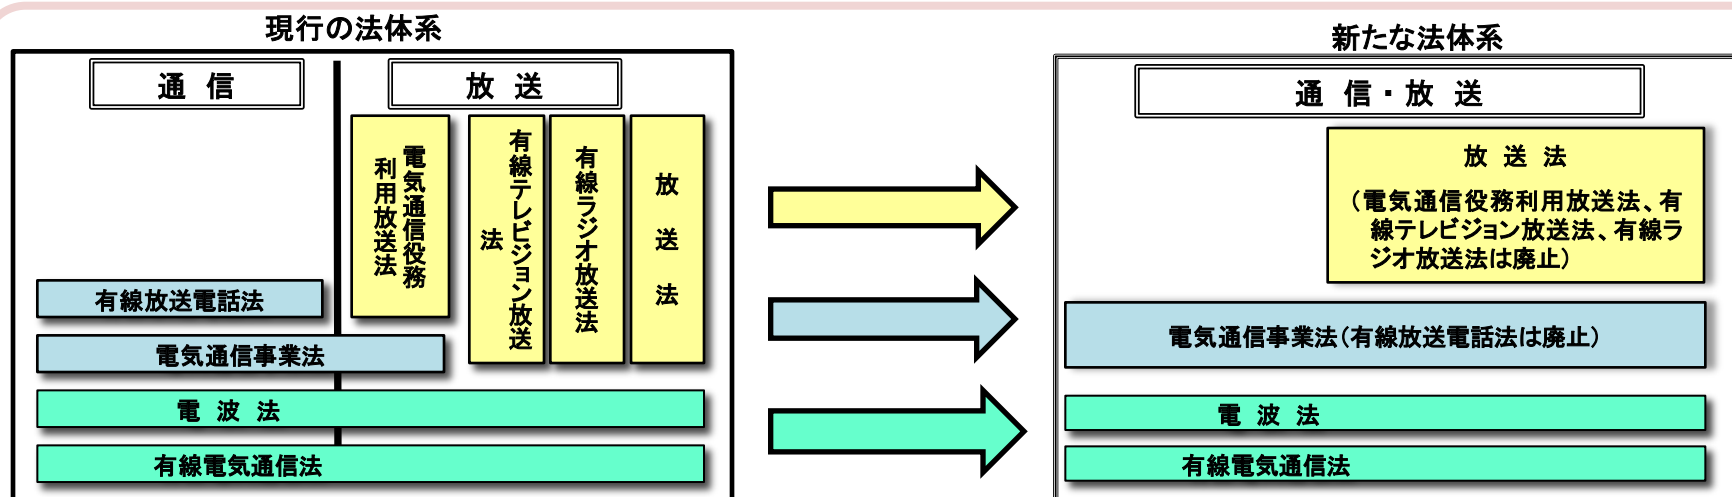 現行の法体系
通 信
放 送
電気通信役務
利用放送法
有線テレビジョン放送
法
有線ラジオ放送法
放 送 法
有線放送電話法
電気通信事業法
電 波 法
有線電気通信法
新たな法体系
通 信・放 送
放 送 法
（電気通信役務利用放送法、有
線テレビジョン放送法、有線ラ
ジオ放送法は廃止）
電気通信事業法（有線放送電話法は廃止）
電 波 法
有線電気通信法